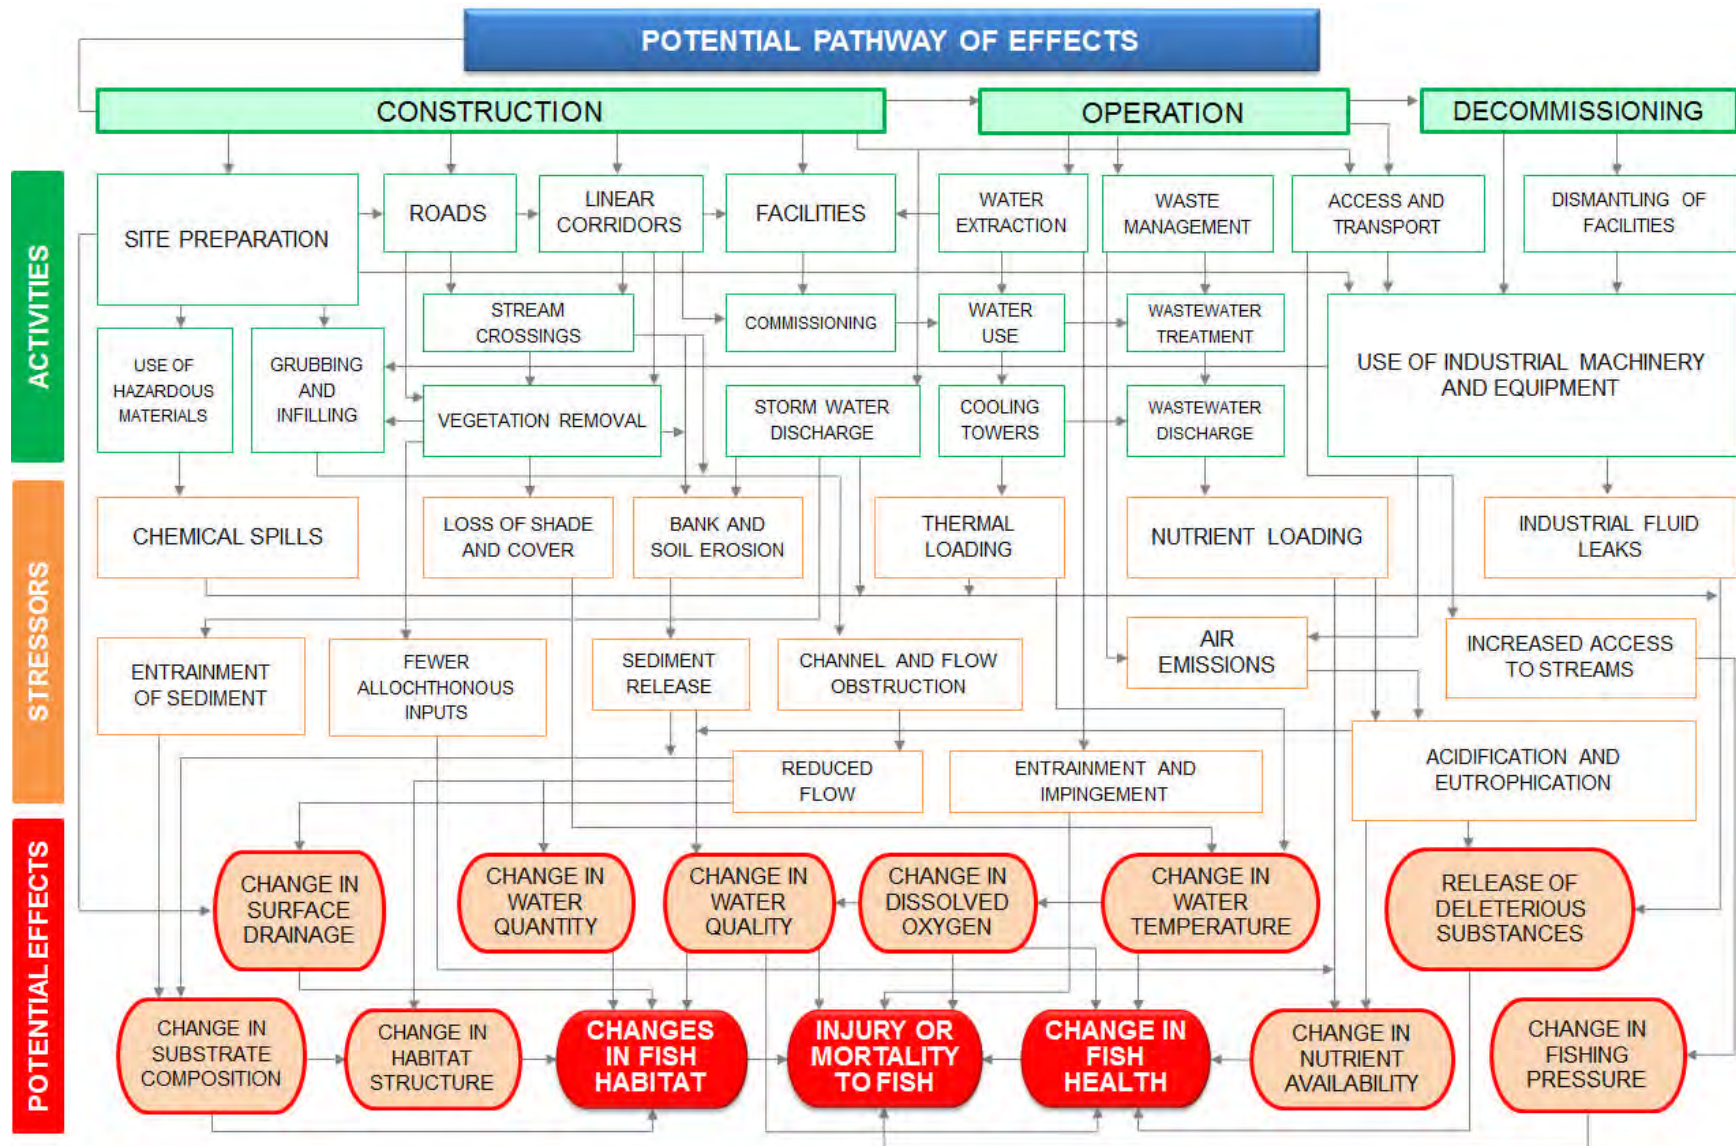 POTENTIAL PATHWAY OF EFFECTS
CONSTRUCTION
OPERATION
DECOMMISSIONING
ACTIVITIES
SITE PREPARATION
ROADS
LINEAR
CORRIDORS
FACILITIES
WATER
EXTRACTION
WASTE
MANAGEMENT
ACCESS AND
TRANSPORT
DISMANTLING OF
FACILITIES
STREAM
CROSSINGS
COMMISSIONING
WATER
USE
WASTEWATER
TREATMENT
USE OF INDUSTRIAL MACHINERY
AND EQUIPMENT
USE OF
HAZARDOUS
MATERIALS
GRUBBING
AND
INFILLING
VEGETATION REMOVAL
STORM WATER
DISCHARGE
COOLING
TOWERS
WASTEWATER
DISCHARGE
STRESSORS
CHEMICAL SPILLS
LOSS OF SHADE
AND COVER
BANK AND
SOIL EROSION
THERMAL
LOADING
NUTRIENT LOADING
INDUSTRIAL FLUID
LEAKS
ENTRAINMENT
OF SEDIMENT
FEWER
ALLOCHTHONOUS
INPUTS
SEDIMENT
RELEASE
CHANNEL AND FLOW
OBSTRUCTION
AIR
EMISSIONS
INCREASED ACCESS
TO STREAMS
REDUCED
FLOW
ENTRAINMENT AND
IMPINGEMENT
ACIDIFICATION AND
EUTROPHICATION
POTENTIAL EFFECTS
CHANGE IN
SURFACE
DRAINAGE
CHANGE IN
WATER
QUANTITY
CHANGE IN
WATER
QUALITY
CHANGE IN
DISSOLVED
OXYGEN
CHANGE IN
WATER
TEMPERATURE
RELEASE OF
DELETERIOUS
SUBSTANCES
CHANGE IN
SUBSTRATE
COMPOSITION
CHANGE IN
HABITAT
STRUCTURE
CHANGES
IN FISH
HABITAT
INJURY OR
MORTALITY
TO FISH
CHANGE IN
FISH
HEALTH
CHANGE IN
NUTRIENT
AVAILABILITY
CHANGE IN
FISHING
PRESSURE